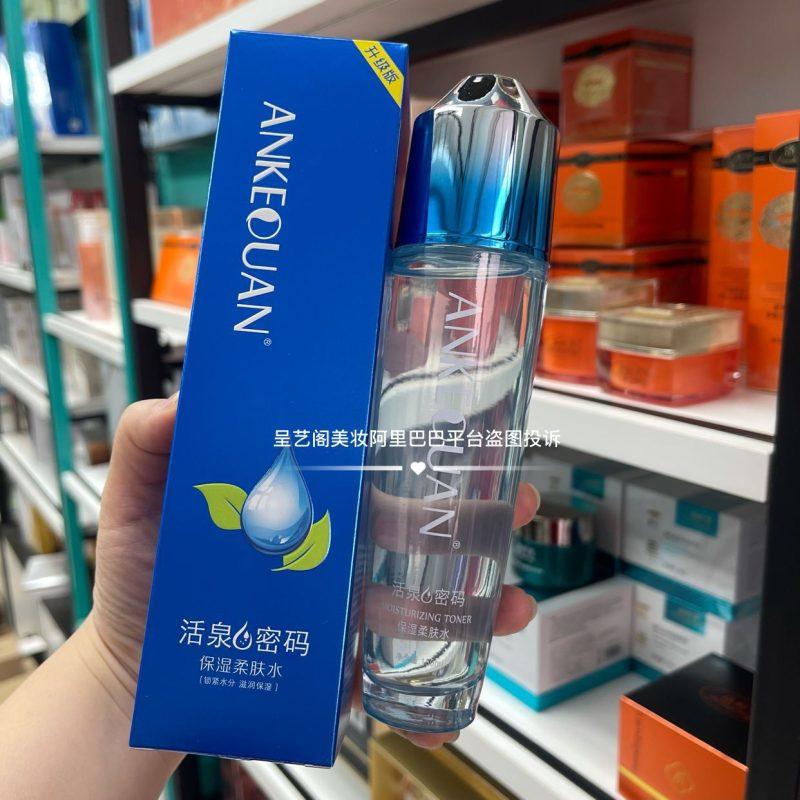 升级版
ANKEQUAN®
活泉密码
保湿柔肤水
[锁紧水分 滋润保湿]
ANKEQUAN®
活泉密码
MOISTURIZING TONER
保湿柔肤水
呈艺阁美妆阿里巴巴平台盗图投诉